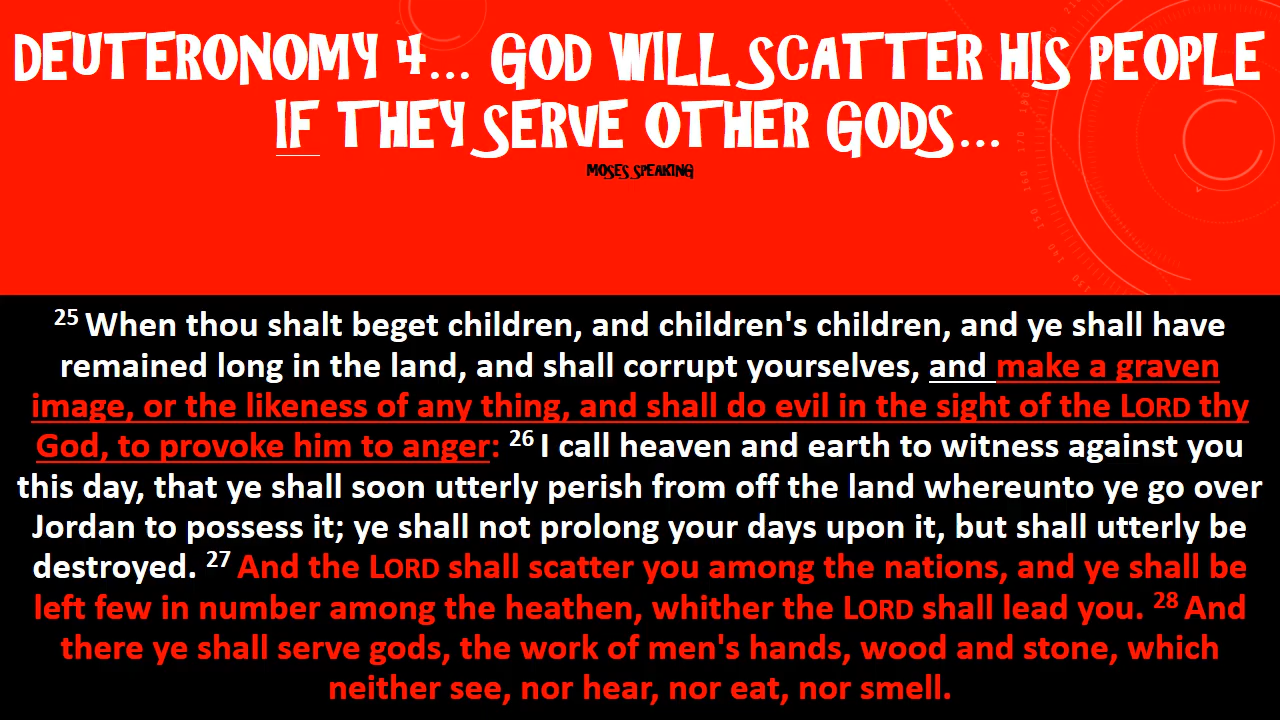 DEUTERONOMY 4... GOD WILL SCATTER HIS PEOPLE
IF THEY SERVE OTHER GODS...
MOSES SPEAKING
25 When thou shalt beget children, and children's children, and ye shall have
remained long in the land, and shall corrupt yourselves, and make a graven
image, or the likeness of any thing, and shall do evil in the sight of the LORD thy
God, to provoke him to anger: 26 I call heaven and earth to witness against you
this day, that ye shall soon utterly perish from off the land whereunto ye go over
Jordan to possess it; ye shall not prolong your days upon it, but shall utterly be
destroyed. 27 And the LORD shall scatter you among the nations, and ye shall be
left few in number among the heathen, whither the LORD shall lead you. 28 And
there ye shall serve gods, the work of men's hands, wood and stone, which
neither see, nor hear, nor eat, nor smell.